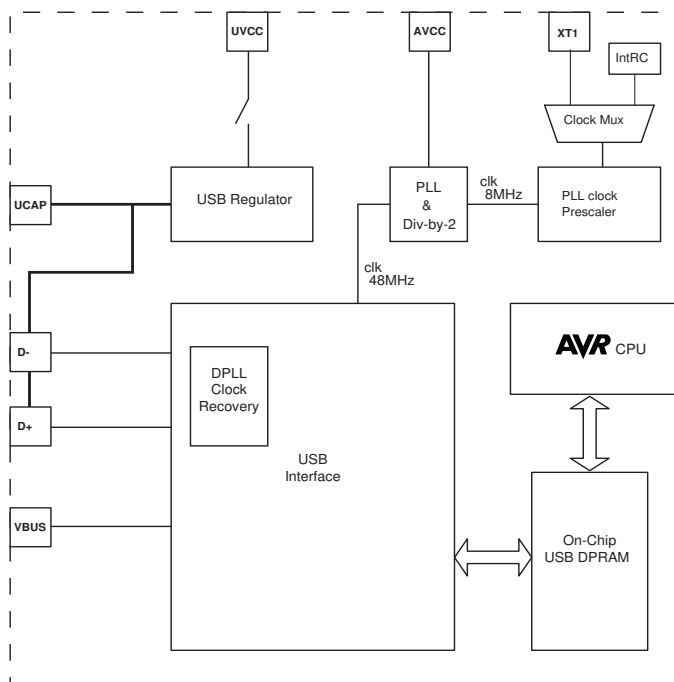 UVCC
AVCC
XT1
IntRC
Clock Mux
UCAP
USB Regulator
PLL
&
Div-by-2
clk
8MHz
PLL clock
Prescaler
clk
48MHz
D-
DPLL
Clock
Recovery
AVR CPU
D+
USB
Interface
VBUS
On-Chip
USB DPRAM